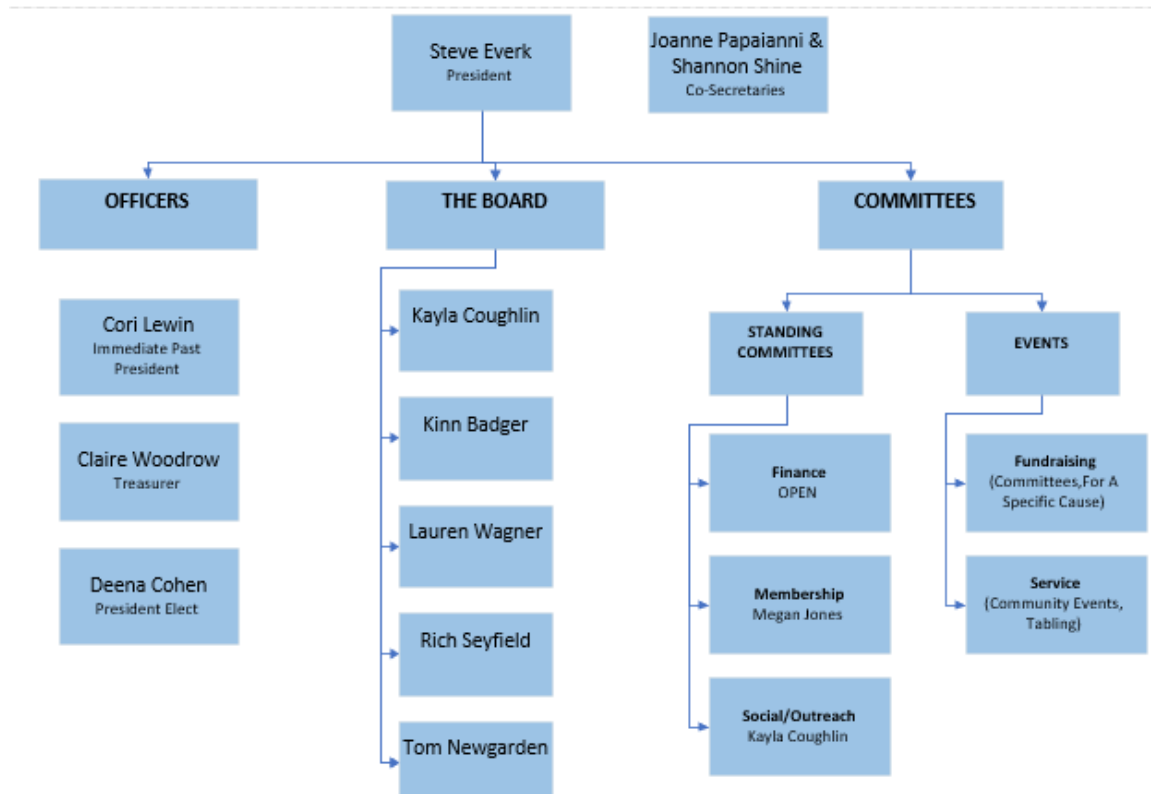 Steve Everk
President
Joanne Papaianni &
Shannon Shine
Co-Secretaries
OFFICERS
THE BOARD
COMMITTEES
Cori Lewin
Immediate Past
President
Claire Woodrow
Treasurer
Deena Cohen
President Elect
Kayla Coughlin
Kinn Badger
Lauren Wagner
Rich Seyfield
Tom Newgarden
STANDING
COMMITTEES
Finance
OPEN
Membership
Megan Jones
Social/Outreach
Kayla Coughlin
EVENTS
Fundraising
(Committees,For A
Specific Cause)
Service
(Community Events,
Tabling)